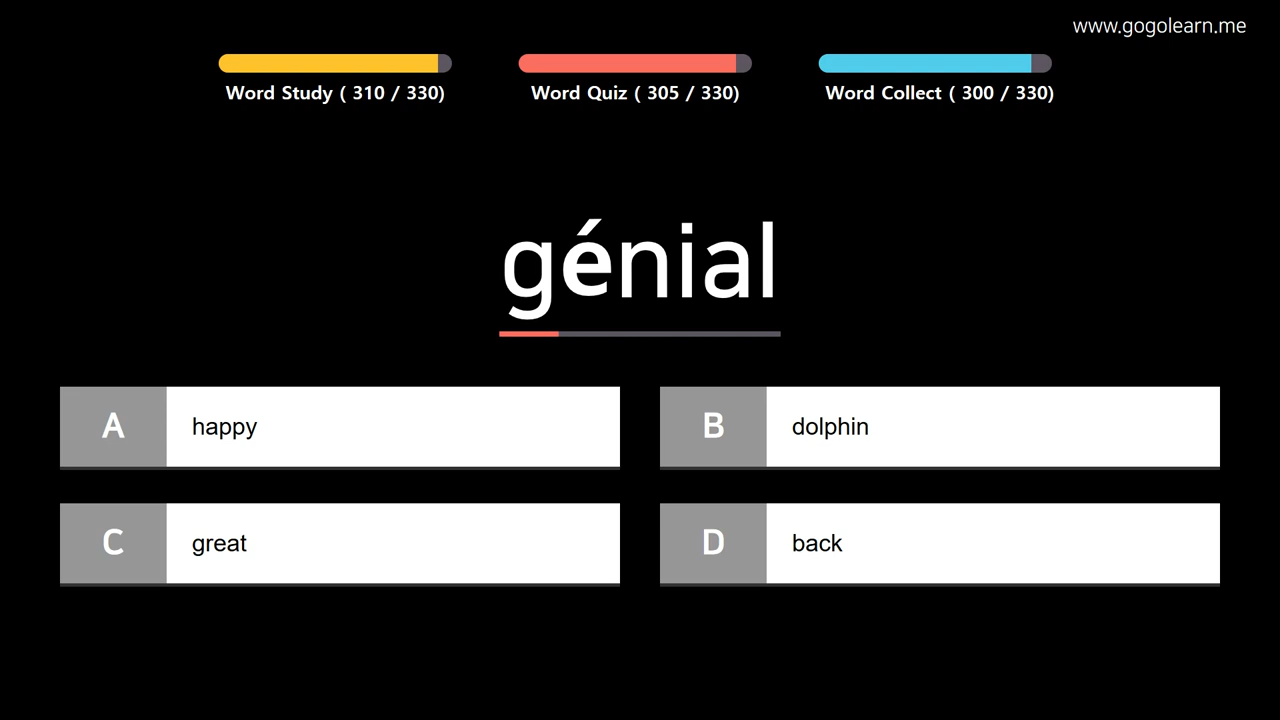 www.gogolearn.me
Word Study ( 310 / 330)
Word Quiz ( 305 / 330)
Word Collect ( 300 / 330)
génial
A happy
B dolphin
C great
D back